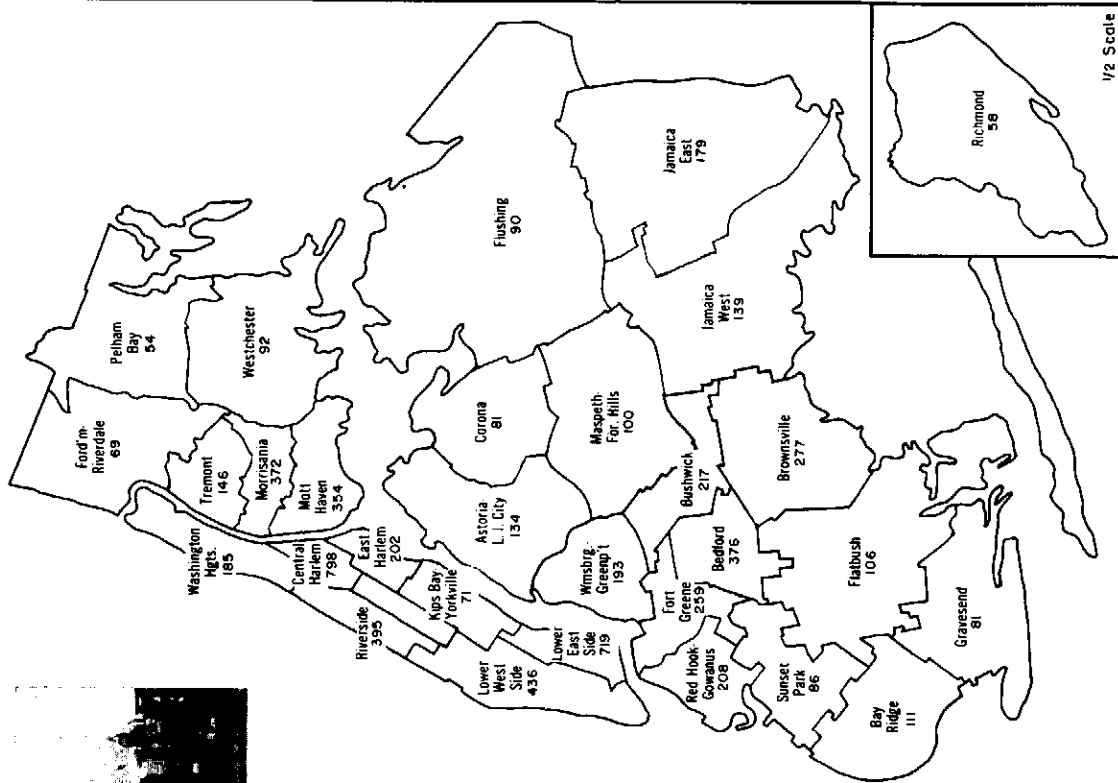 Pelham
Bay
54
Ford'm-
Riverdale
69
Westchester
92
Tremont
146
Morrisania
372
Mott
Haven
354
Washington
Hgts.
185
Central
Harlem
798
East
Harlem
202
Riverside
395
Kips Bay
Yorkville
71
Lower
West
Side
436
Lower
East
Side
719
Flushing
90
Corona
81
Astoria-
L. I. City
134
Maspeth-
For. Hills
100
Jamaica
East
179
Jamaica
West
139
Wmsbrg.-
Greenp't
193
Bushwick
217
Brownsville
277
Bedford
376
Fort
Greene
259
Red Hook-
Gowanus
208
Sunset
Park
86
Flatbush
106
Bay
Ridge
111
Gravesend
81
Richmond
58
1/2 Scale